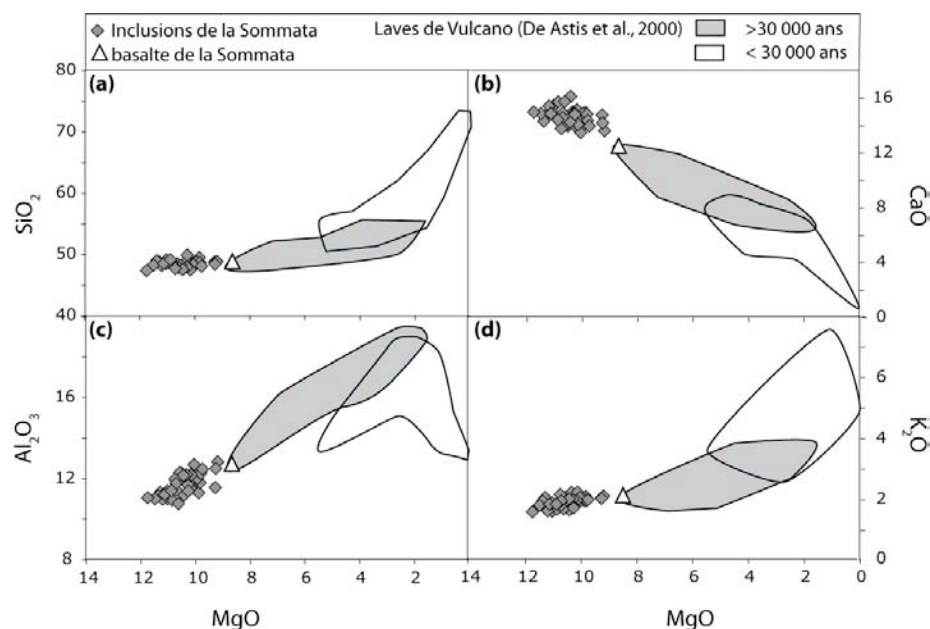 Inclusions de la Sommata
basalte de la Sommata
Laves de Vulcano (De Astis et al., 2000)
>30 000 ans
< 30 000 ans
(a)
80
70
60
50
40
SiO₂
(b)
16
12
8
4
0
CaO
(c)
16
12
8
Al₂O₃
14
12
10
8
6
4
2
14
MgO
(d)
6
4
2
0
K₂O
12
10
8
6
4
2
0
MgO